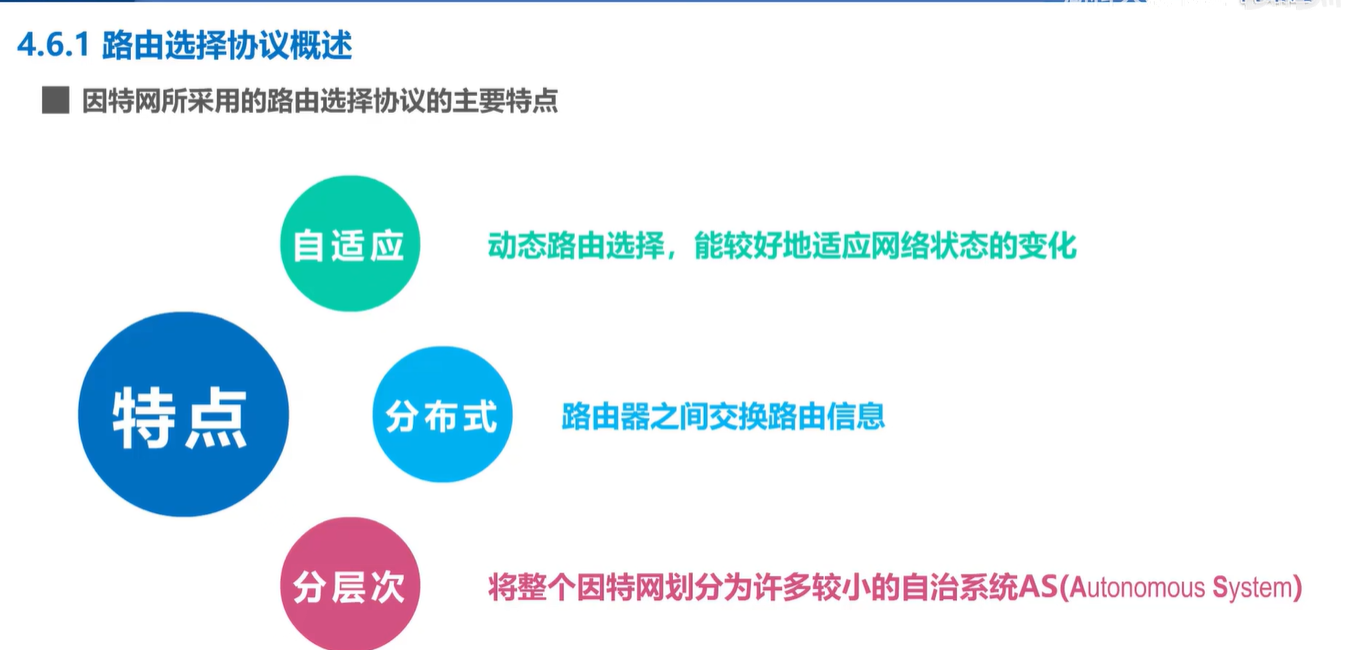 4.6.1 路由选择协议概述
因特网所采用的路由选择协议的主要特点
自适应
动态路由选择，能较好地适应网络状态的变化
特点
分布式
路由器之间交换路由信息
分层次
将整个因特网划分为许多较小的自治系统AS(Autonomous System)